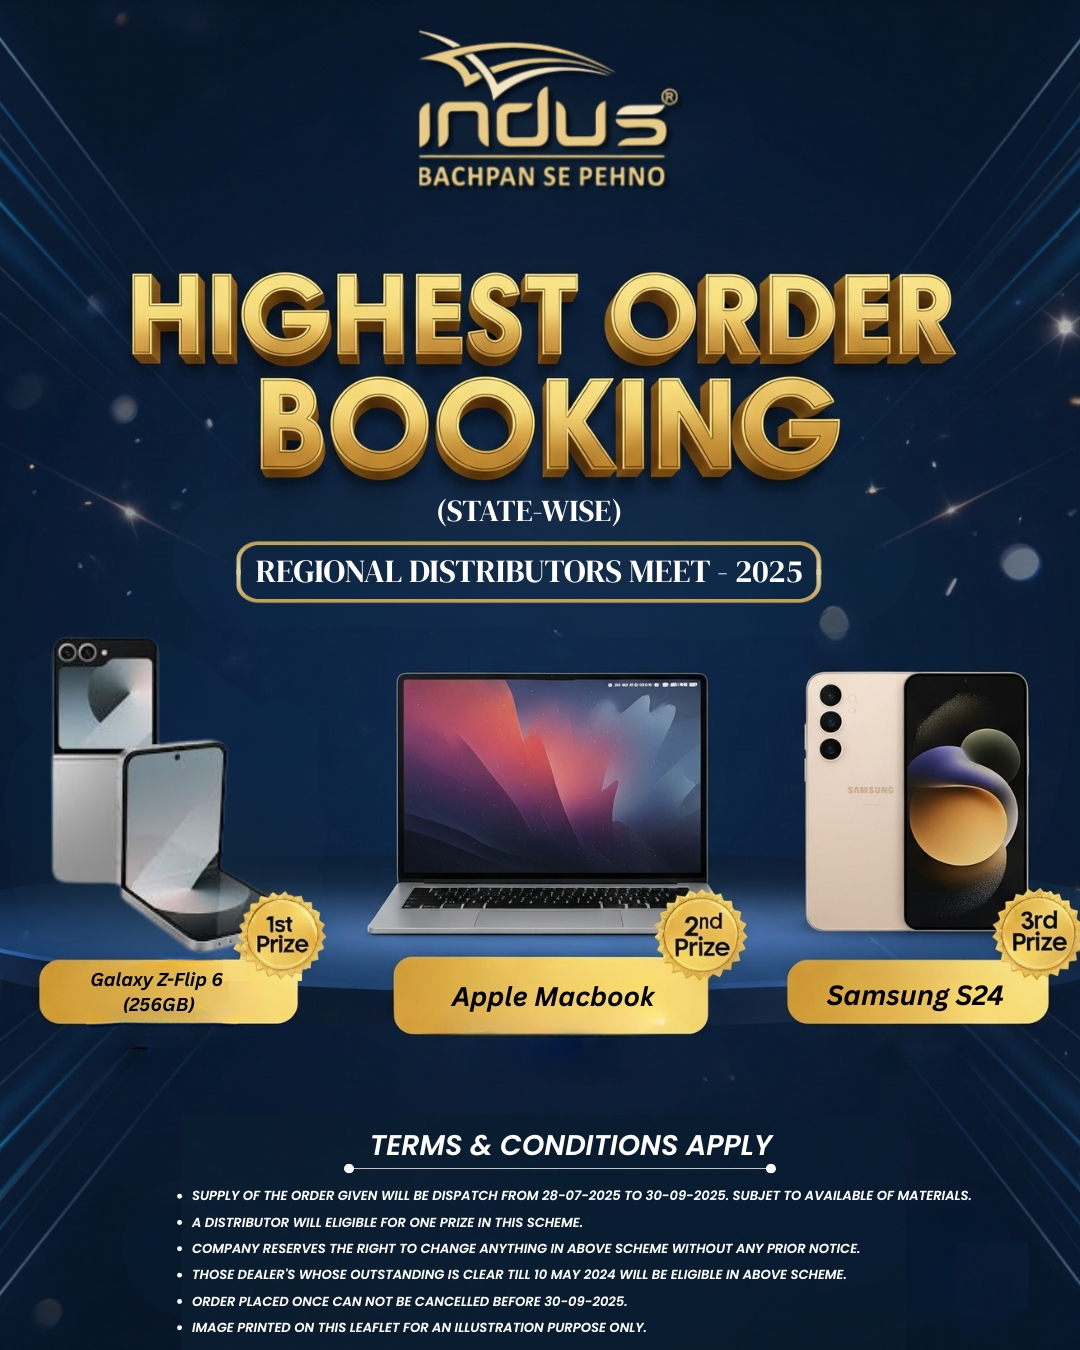 indus®
BACHPAN SE PEHNO
HIGHEST ORDER
BOOKING
(STATE-WISE)
REGIONAL DISTRIBUTORS MEET - 2025
SAMSUNG
1st
Prize
Galaxy Z-Flip 6
(256GB)
2nd
Prize
Apple Macbook
3rd
Prize
Samsung S24
TERMS & CONDITIONS APPLY
• SUPPLY OF THE ORDER GIVEN WILL BE DISPATCH FROM 28-07-2025 TO 30-09-2025. SUBJET TO AVAILABLE OF MATERIALS.
• A DISTRIBUTOR WILL ELIGIBLE FOR ONE PRIZE IN THIS SCHEME.
• COMPANY RESERVES THE RIGHT TO CHANGE ANYTHING IN ABOVE SCHEME WITHOUT ANY PRIOR NOTICE.
• THOSE DEALER'S WHOSE OUTSTANDING IS CLEAR TILL 10 MAY 2024 WILL BE ELIGIBLE IN ABOVE SCHEME.
• ORDER PLACED ONCE CAN NOT BE CANCELLED BEFORE 30-09-2025.
• IMAGE PRINTED ON THIS LEAFLET FOR AN ILLUSTRATION PURPOSE ONLY.